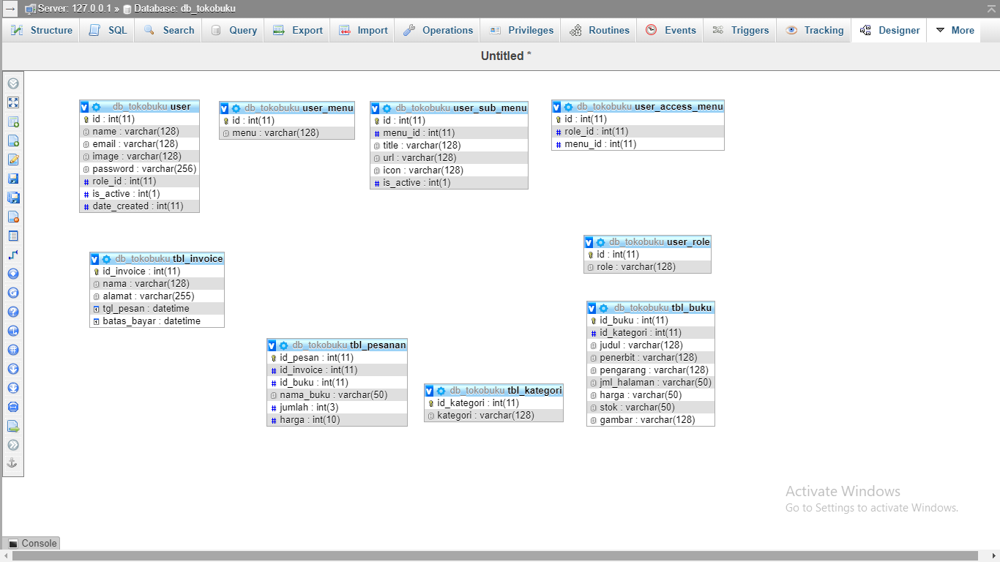 Server: 127.0.0.1 » Database: db_tokobuku
Structure SQL Search Query Export Import Operations Privileges Routines Events Triggers Tracking Designer More
Untitled *
db_tokobuku user
id : int(11)
name : varchar(128)
email : varchar(128)
image : varchar(128)
password : varchar(256)
role_id : int(11)
is_active : int(1)
date_created : int(11)
db_tokobuku user_menu
id : int(11)
menu : varchar(128)
db_tokobuku user_sub_menu
id : int(11)
menu_id : int(11)
title : varchar(128)
url : varchar(128)
icon : varchar(128)
is_active : int(1)
db_tokobuku user_access_menu
id : int(11)
role_id : int(11)
menu_id : int(11)
db_tokobuku user_role
id : int(11)
role : varchar(128)
db_tokobuku tbl_invoice
id_invoice : int(11)
nama : varchar(128)
alamat : varchar(255)
tgl_pesan : datetime
batas_bayar : datetime
db_tokobuku tbl_pesanan
id_pesan : int(11)
id_invoice : int(11)
id_buku : int(11)
nama_buku : varchar(50)
jumlah : int(3)
harga : int(10)
db_tokobuku tbl_kategori
id_kategori : int(11)
kategori : varchar(128)
db_tokobuku tbl_buku
id_buku : int(11)
id_kategori : int(11)
judul : varchar(128)
penerbit : varchar(128)
pengarang : varchar(128)
jml_halaman : varchar(50)
harga : varchar(50)
stok : varchar(50)
gambar : varchar(128)
Activate Windows
Go to Settings to activate Windows.
Console